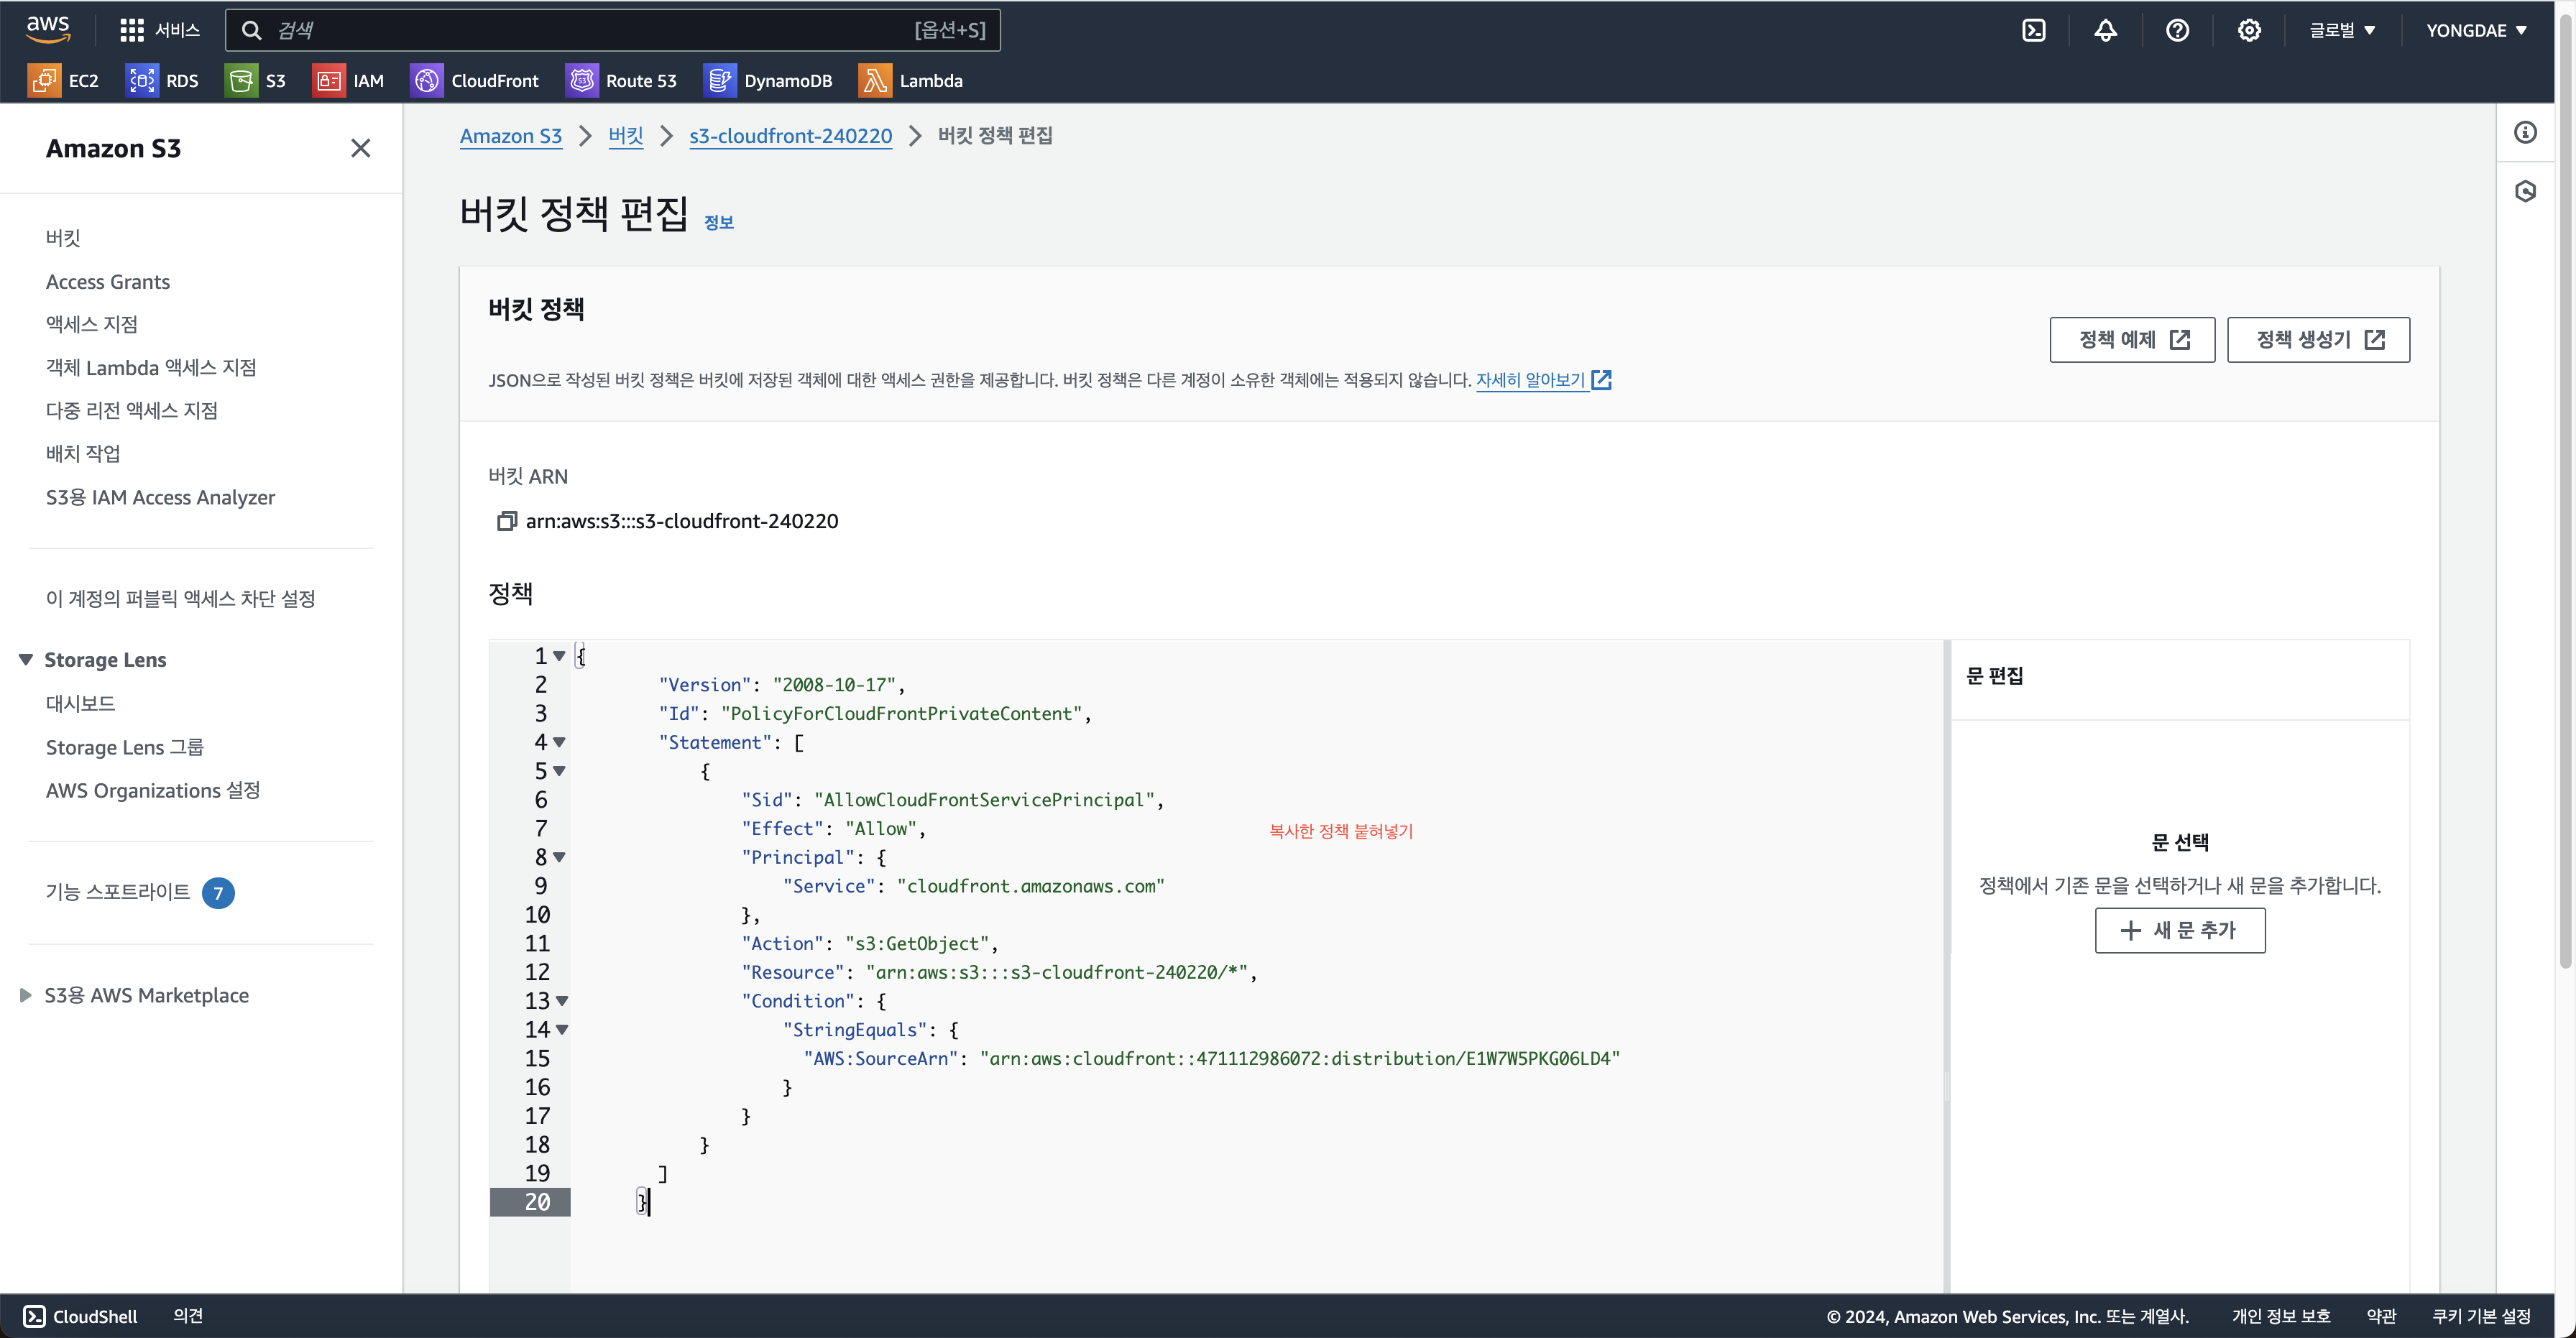 aws 서비스 검색 [옵션+S] 글로벌 YONGDAE
EC2 RDS S3 IAM CloudFront Route 53 DynamoDB Lambda
Amazon S3
버킷
Access Grants
액세스 지점
객체 Lambda 액세스 지점
다중 리전 액세스 지점
배치 작업
S3용 IAM Access Analyzer
이 계정의 퍼블릭 액세스 차단 설정
Storage Lens
대시보드
Storage Lens 그룹
AWS Organizations 설정
기능 스포트라이트 7
S3용 AWS Marketplace
Amazon S3 > 버킷 > s3-cloudfront-240220 > 버킷 정책 편집
버킷 정책 편집 정보
버킷 정책
정책 예제 정책 생성기
JSON으로 작성된 버킷 정책은 버킷에 저장된 객체에 대한 액세스 권한을 제공합니다. 버킷 정책은 다른 계정이 소유한 객체에는 적용되지 않습니다. 자세히 알아보기
버킷 ARN
arn:aws:s3:::s3-cloudfront-240220
정책
1 {
2 "Version": "2008-10-17",
3 "Id": "PolicyForCloudFrontPrivateContent",
4 "Statement": [
5 {
6 "Sid": "AllowCloudFrontServicePrincipal",
7 "Effect": "Allow",
복사한 정책 붙혀넣기
8 "Principal": {
9 "Service": "cloudfront.amazonaws.com"
10 },
11 "Action": "s3:GetObject",
12 "Resource": "arn:aws:s3:::s3-cloudfront-240220/*",
13 "Condition": {
14 "StringEquals": {
15 "AWS:SourceArn": "arn:aws:cloudfront::471112986072:distribution/E1W7W5PKG06LD4"
16 }
17 }
18 }
19 ]
20 }
문 편집
문 선택
정책에서 기존 문을 선택하거나 새 문을 추가합니다.
+ 새 문 추가
CloudShell 의견 © 2024, Amazon Web Services, Inc. 또는 계열사. 개인 정보 보호 약관 쿠키 기본 설정